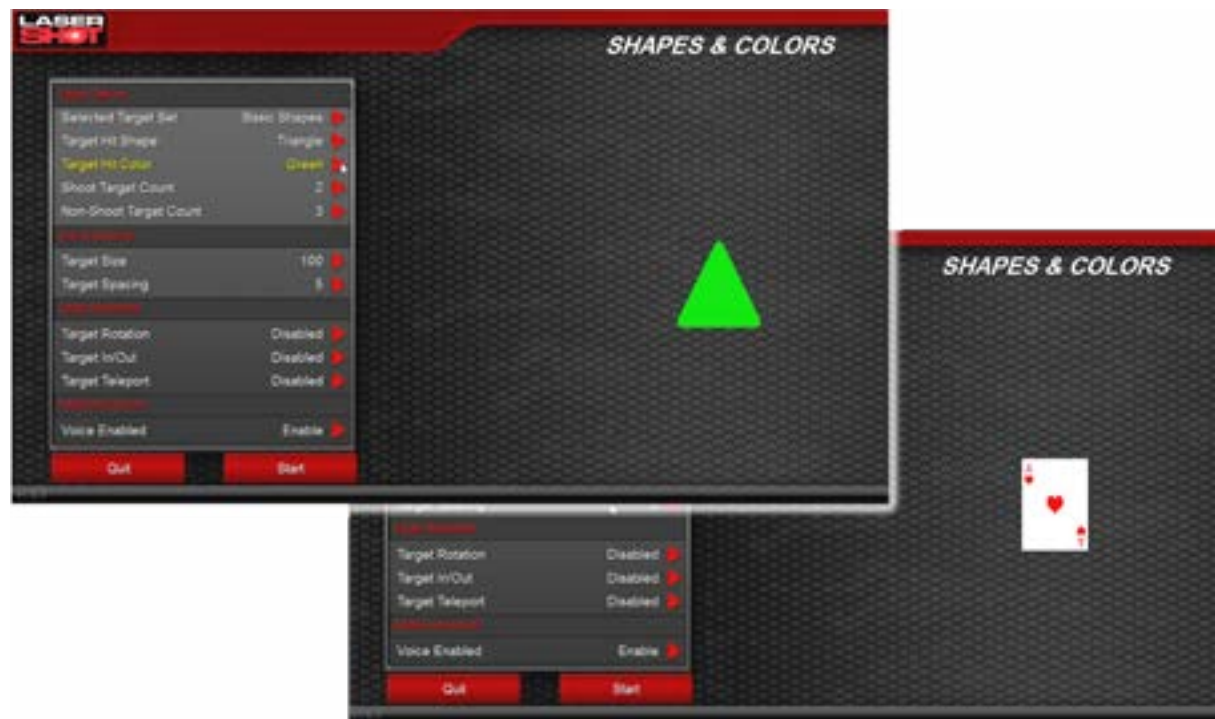 LASER
SHOT
SHAPES & COLORS
Selected Target Set Basic Shapes
Target Hit Shape Triangle
Target Hit Color Green
Shoot Target Count 2
Non-Shoot Target Count 3
Target Size 100
Target Spacing 5
Target Rotation Disabled
Target In/Out Disabled
Target Teleport Disabled
Voice Enabled Enable
Quit Start
SHAPES & COLORS
A
A
Target Rotation Disabled
Target In/Out Disabled
Target Teleport Disabled
Voice Enabled Enable
Quit Start